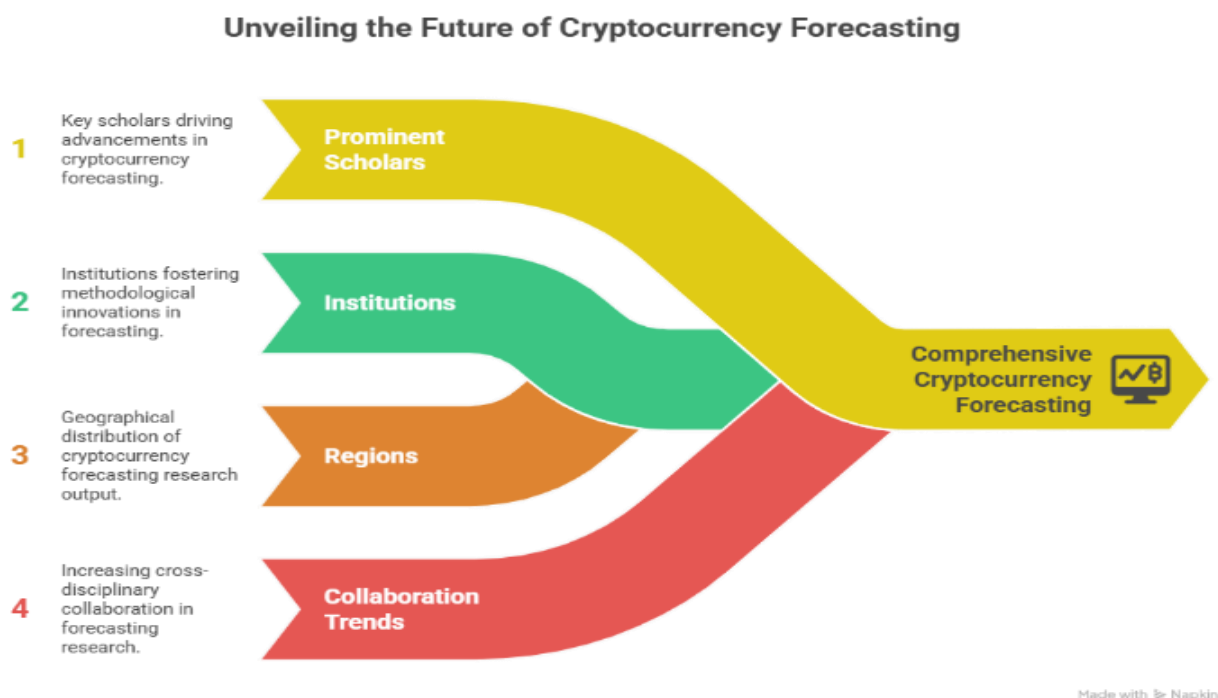 Unveiling the Future of Cryptocurrency Forecasting
1
Key scholars driving
advancements in
cryptocurrency
forecasting.
Prominent
Scholars
2
Institutions fostering
methodological
innovations in
forecasting.
Institutions
Comprehensive
Cryptocurrency
Forecasting
3
Geographical
distribution of
cryptocurrency
forecasting research
output.
Regions
4
Increasing cross-
disciplinary
collaboration in
forecasting
research.
Collaboration
Trends
Made with Napkin